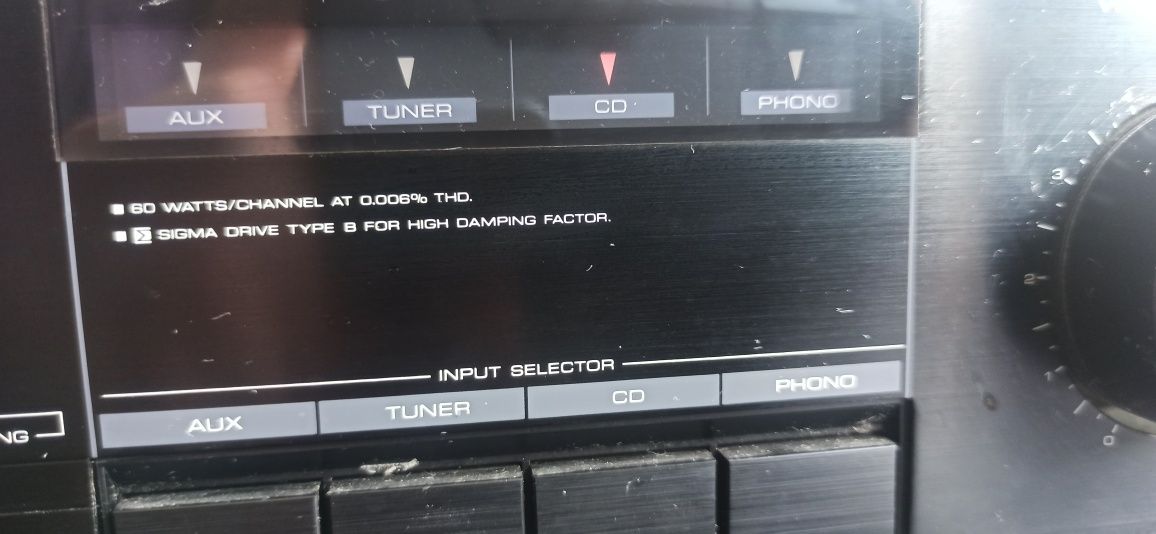 AUX TUNER CD PHONO
60 WATTS/CHANNEL AT 0.006% THD.
Σ SIGMA DRIVE TYPE B FOR HIGH DAMPING FACTOR.
3
2
INPUT SELECTOR
1
AUX TUNER CD PHONO
NG
0